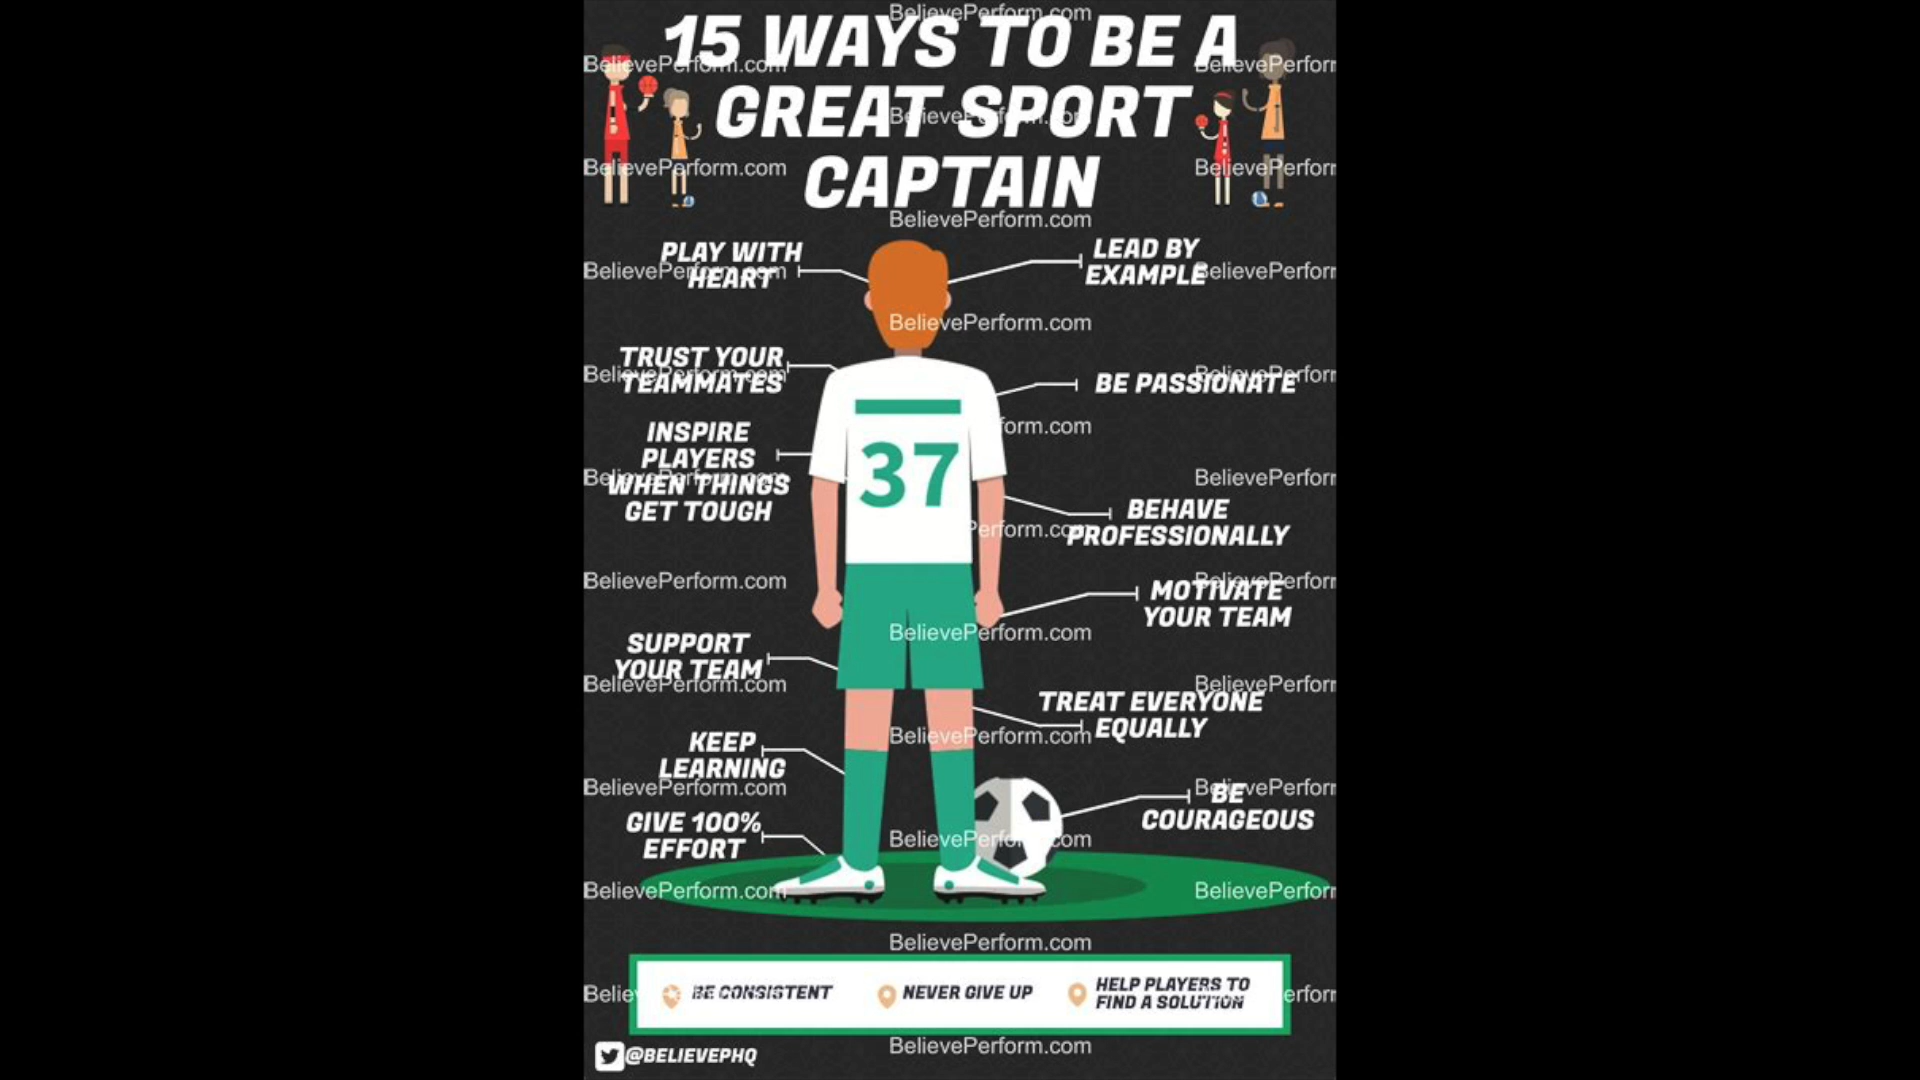 15 WAYS TO BE A
GREAT SPORT
CAPTAIN
PLAY WITH
HEART
LEAD BY
EXAMPLE
TRUST YOUR
TEAMMATES
BE PASSIONATE
INSPIRE
PLAYERS
WHEN THINGS
GET TOUGH
37
BEHAVE
PROFESSIONALLY
MOTIVATE
YOUR TEAM
SUPPORT
YOUR TEAM
TREAT EVERYONE
EQUALLY
KEEP
LEARNING
BE
COURAGEOUS
GIVE 100%
EFFORT
BE CONSISTENT
NEVER GIVE UP
HELP PLAYERS TO
FIND A SOLUTION
@BELIEVEPHQ
BelievePerform.com